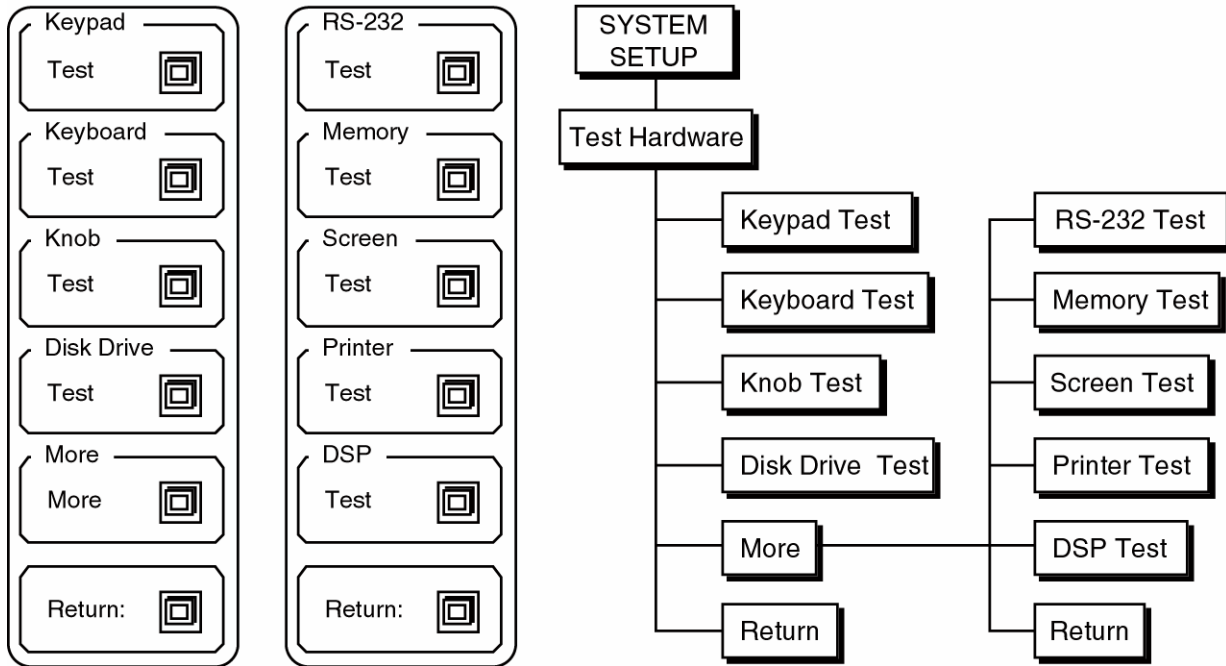 Keypad
Test
Keyboard
Test
Knob
Test
Disk Drive
Test
More
More
Return:
RS-232
Test
Memory
Test
Screen
Test
Printer
Test
DSP
Test
Return:
SYSTEM
SETUP
Test Hardware
Keypad Test
Keyboard Test
Knob Test
Disk Drive Test
More
Return
RS-232 Test
Memory Test
Screen Test
Printer Test
DSP Test
Return